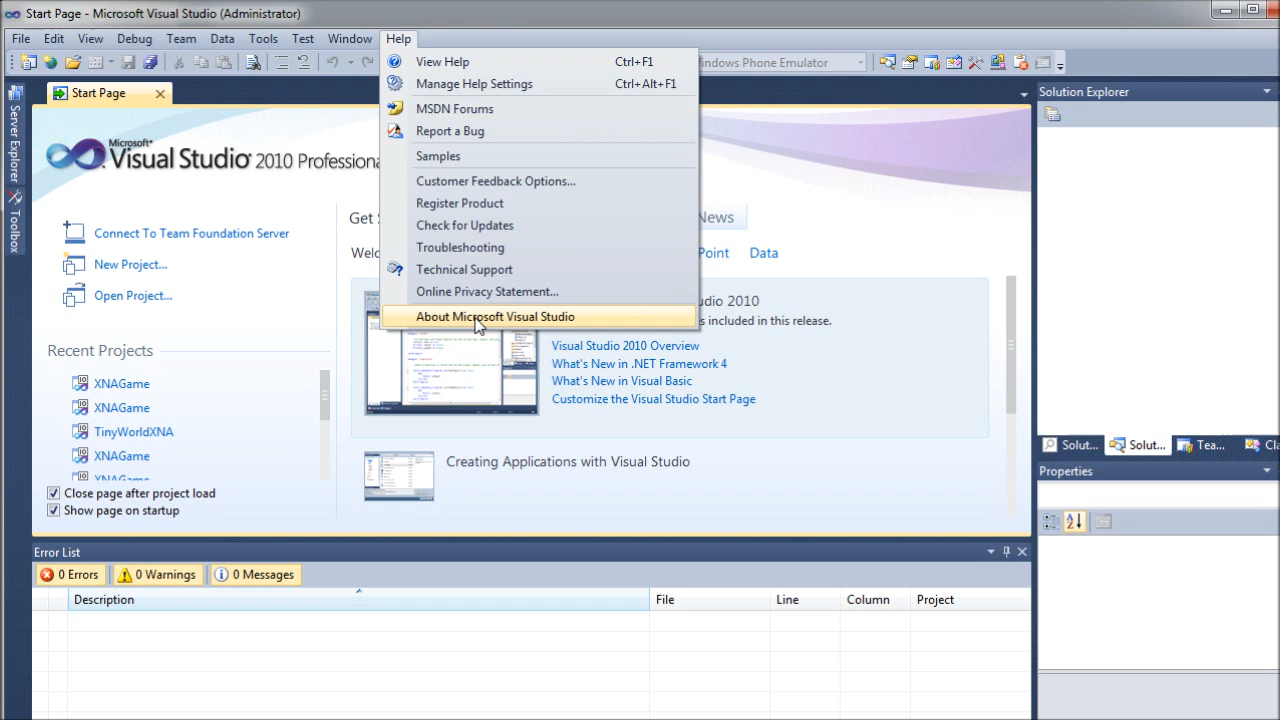 Start Page - Microsoft Visual Studio (Administrator)
File Edit View Debug Team Data Tools Test Window Help
View Help Ctrl+F1
Manage Help Settings Ctrl+Alt+F1
MSDN Forums
Report a Bug
Samples
Customer Feedback Options...
Register Product
Check for Updates
Troubleshooting
Technical Support
Online Privacy Statement...
About Microsoft Visual Studio
Windows Phone Emulator
Server Explorer
Toolbox
Start Page
Microsoft®
Visual Studio® 2010 Professional
Connect To Team Foundation Server
New Project...
Open Project...
Recent Projects
XNAGame
XNAGame
TinyWorldXNA
XNAGame
XNAGame
Close page after project load
Show page on startup
Get S
News
Welc
Point Data
udio 2010
s included in this release.
Visual Studio 2010 Overview
What's New in .NET Framework 4
What's New in Visual Basic
Customize the Visual Studio Start Page
Creating Applications with Visual Studio
Solution Explorer
Solut... Solut... Tea... Cla
Properties
Error List
0 Errors 0 Warnings 0 Messages
Description File Line Column Project